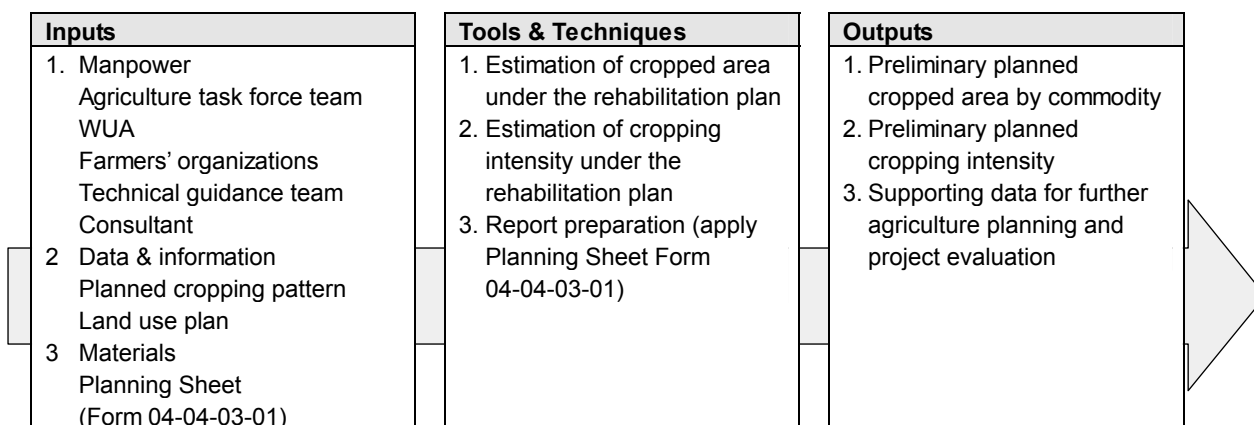 Inputs
1. Manpower
Agriculture task force team
WUA
Farmers’ organizations
Technical guidance team
Consultant
2 Data & information
Planned cropping pattern
Land use plan
3 Materials
Planning Sheet
(Form 04-04-03-01)
Tools & Techniques
1. Estimation of cropped area
under the rehabilitation plan
2. Estimation of cropping
intensity under the
rehabilitation plan
3. Report preparation (apply
Planning Sheet Form
04-04-03-01)
Outputs
1. Preliminary planned
cropped area by commodity
2. Preliminary planned
cropping intensity
3. Supporting data for further
agriculture planning and
project evaluation